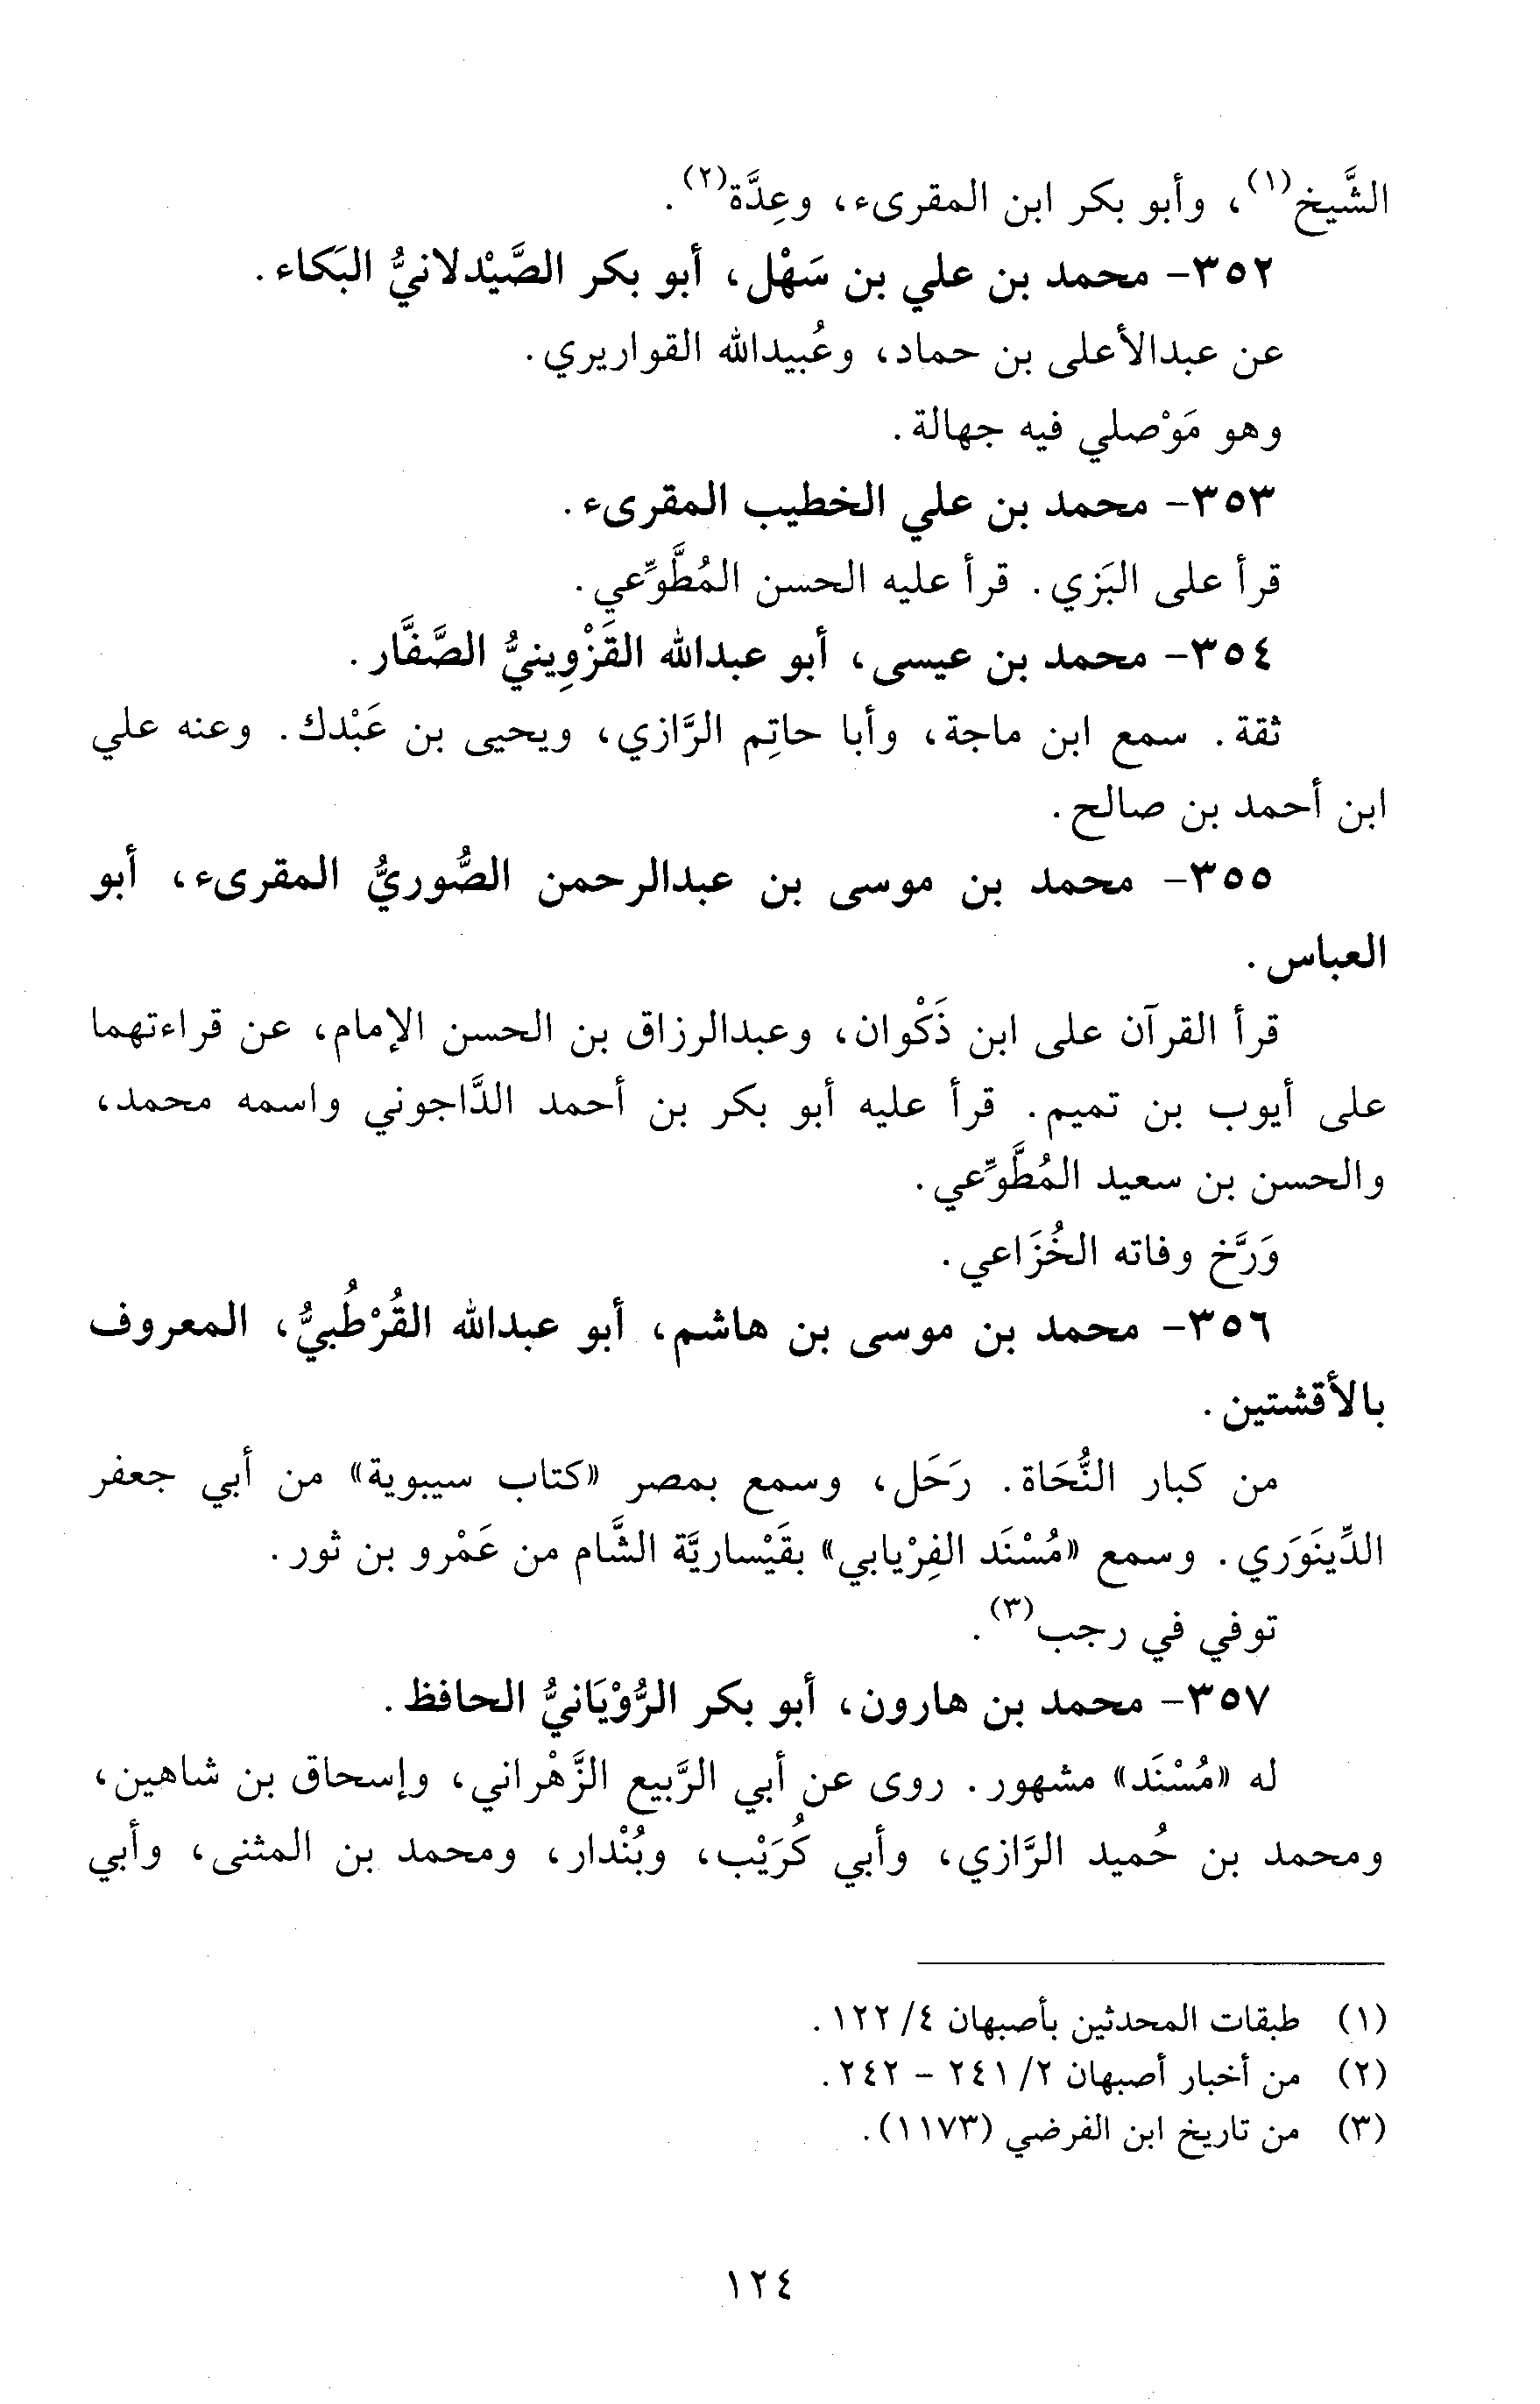 الشَّيخ(١)، وأبو بكر ابن المقرىء، وعِدَّة(٢).
٣٥٢- محمد بن علي بن سَهْل، أبو بكر الصَّيْدلانيُّ البَكاء.
عن عبدالأعلى بن حماد، وعُبيدالله القواريري.
وهو مَوْصلي فيه جهالة.
٣٥٣- محمد بن علي الخطيب المقرىء.
قرأ على البَزي. قرأ عليه الحسن المُطَّوِّعي.
٣٥٤- محمد بن عيسى، أبو عبدالله القَزْوِينيُّ الصَّفَّار.
ثقة. سمع ابن ماجة، وأبا حاتِم الرَّازي، ويحيى بن عَبْدك. وعنه علي
ابن أحمد بن صالح.
٣٥٥- محمد بن موسى بن عبدالرحمن الصُّوريُّ المقرىء، أبو
العباس.
قرأ القرآن على ابن ذَكْوان، وعبدالرزاق بن الحسن الإمام، عن قراءتهما
على أيوب بن تميم. قرأ عليه أبو بكر بن أحمد الدَّاجوني واسمه محمد،
والحسن بن سعيد المُطَّوِّعي.
وَرَّخ وفاته الخُزَاعي.
٣٥٦- محمد بن موسى بن هاشم، أبو عبدالله القُرْطُبيُّ، المعروف
بالأقشتين.
من كبار النُّحَاة. رَحَل، وسمع بمصر «كتاب سيبوية» من أبي جعفر
الدِّينَوَري. وسمع «مُسْنَد الفِرْيابي» بقَيْساريَّة الشَّام من عَمْرو بن ثور.
توفي في رجب(٣).
٣٥٧- محمد بن هارون، أبو بكر الرُّوْيَانيُّ الحافظ.
له «مُسْنَد» مشهور. روى عن أبي الرَّبيع الزَّهْراني، وإسحاق بن شاهين،
ومحمد بن حُميد الرَّازي، وأبي كُرَيْب، وبُنْدار، ومحمد بن المثنى، وأبي
(١) طبقات المحدثين بأصبهان ٤/ ١٢٢.
(٢) من أخبار أصبهان ٢/ ٢٤١ - ٢٤٢.
(٣) من تاريخ ابن الفرضي (١١٧٣).
١٢٤